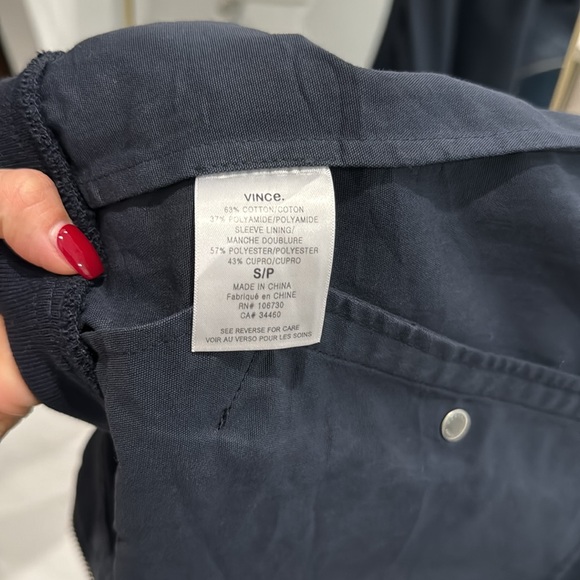 VINCE.
63% COTTON/COTON
37% POLYAMIDE/POLYAMIDE
SLEEVE LINING/
MANCHE DOUBLURE
57% POLYESTER/POLYESTER
43% CUPRO/CUPRO
S/P
MADE IN CHINA
Fabriqué en CHINE
RN# 106730
CA# 34460
SEE REVERSE FOR CARE
VOIR AU VERSO POUR LES SOINS